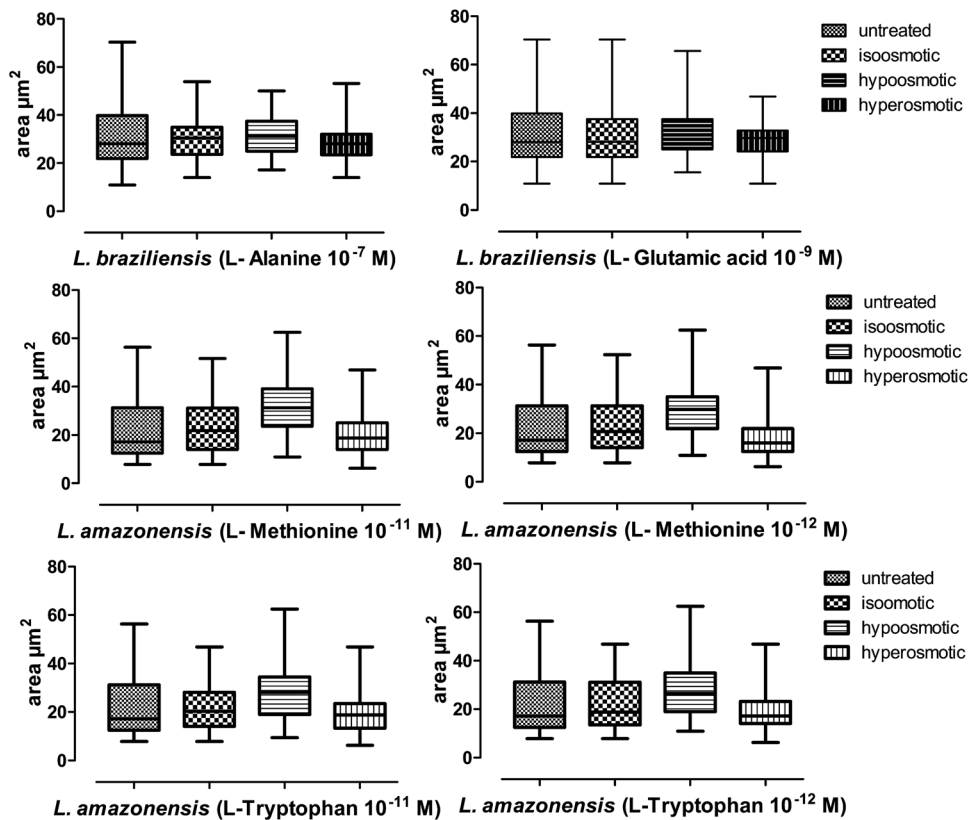 80
60
40
20
0
area µm²
L. braziliensis (L- Alanine 10⁻⁷ M)
80
60
40
20
0
area µm²
L. braziliensis (L- Glutamic acid 10⁻⁹ M)
untreated
isoosmotic
hypoosmotic
hyperosmotic
80
60
40
20
0
area µm²
L. amazonensis (L- Methionine 10⁻¹¹ M)
80
60
40
20
0
area µm²
L. amazonensis (L- Methionine 10⁻¹² M)
untreated
isoosmotic
hypoosmotic
hyperosmotic
80
60
40
20
0
area µm²
L. amazonensis (L-Tryptophan 10⁻¹¹ M)
80
60
40
20
0
area µm²
L. amazonensis (L-Tryptophan 10⁻¹² M)
untreated
isoomotic
hypoosmotic
hyperosmotic